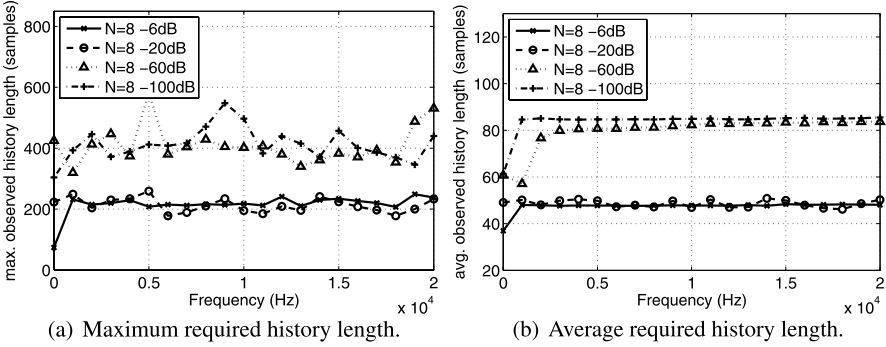 max. observed history length (samples)
800
600
400
200
0
N=8 −6dB
N=8 −20dB
N=8 −60dB
N=8 −100dB
0 0.5 1 1.5 2
Frequency (Hz)
x 10^4
(a) Maximum required history length.
avg. observed history length (samples)
120
100
80
60
40
20
N=8 −6dB
N=8 −20dB
N=8 −60dB
N=8 −100dB
0 0.5 1 1.5 2
Frequency (Hz)
x 10^4
(b) Average required history length.